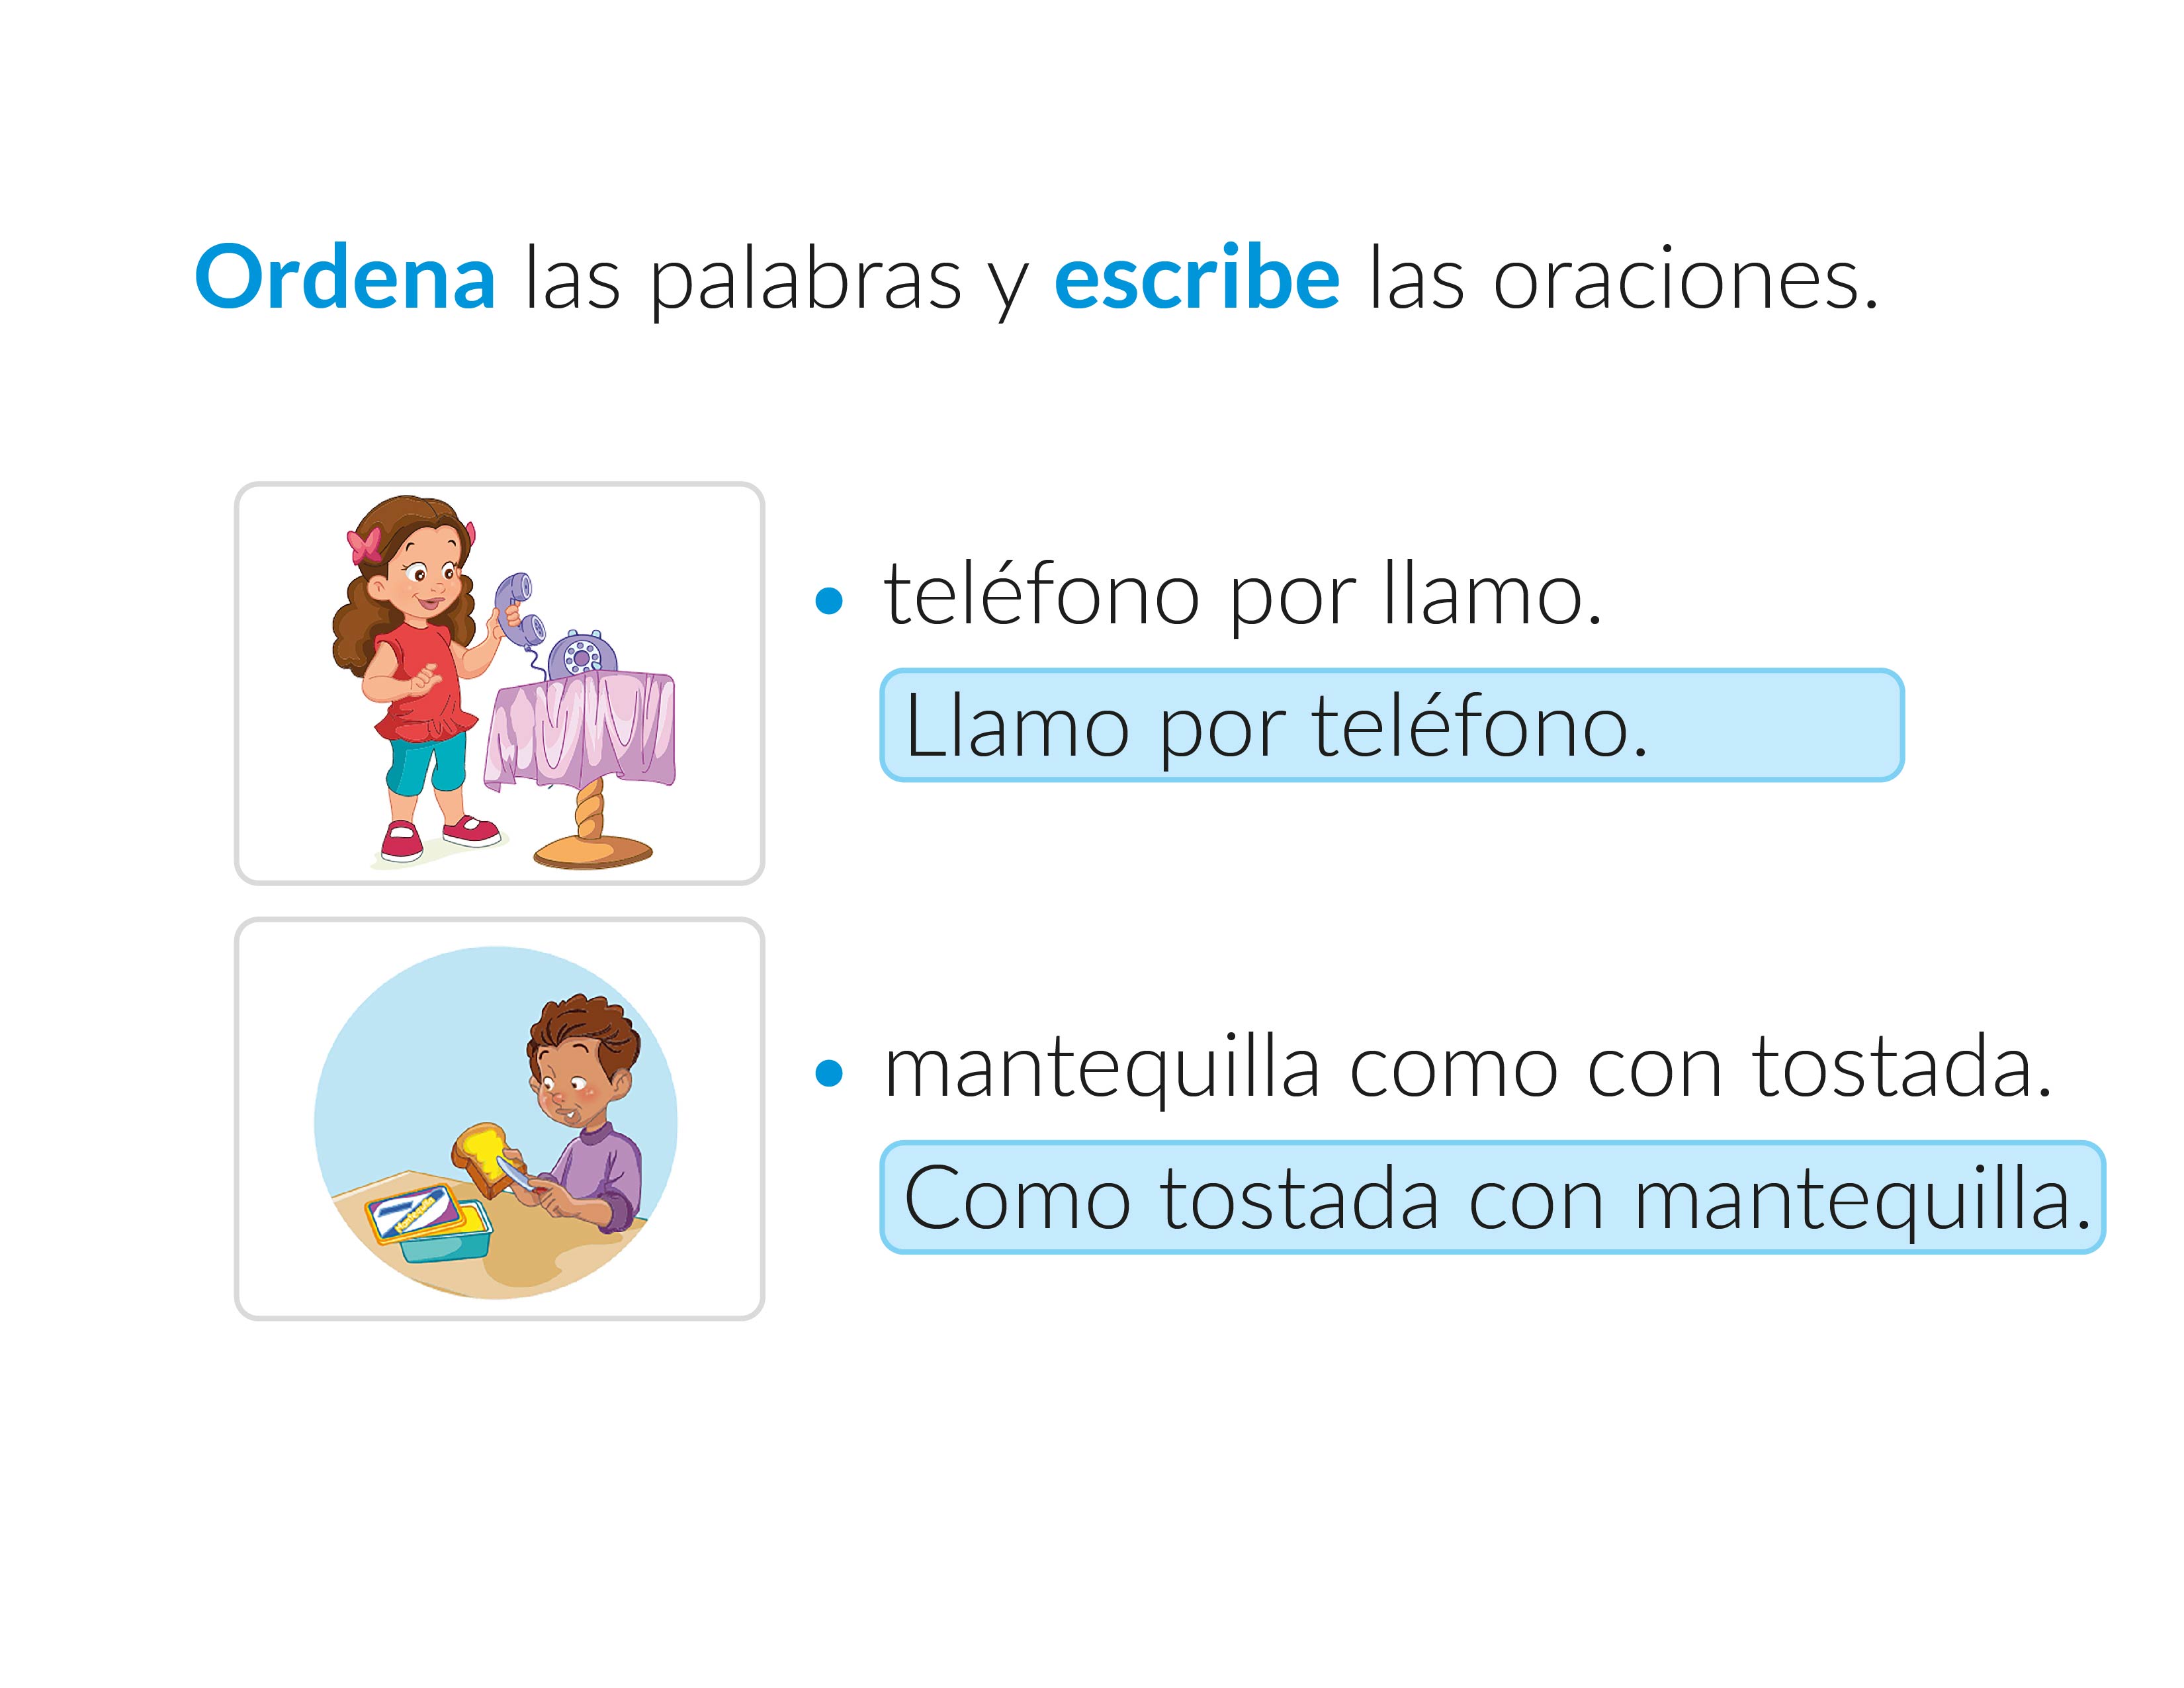 Ordena las palabras y escribe las oraciones.
teléfono por llamo.
Llamo por teléfono.
mantequilla como con tostada.
Como tostada con mantequilla.